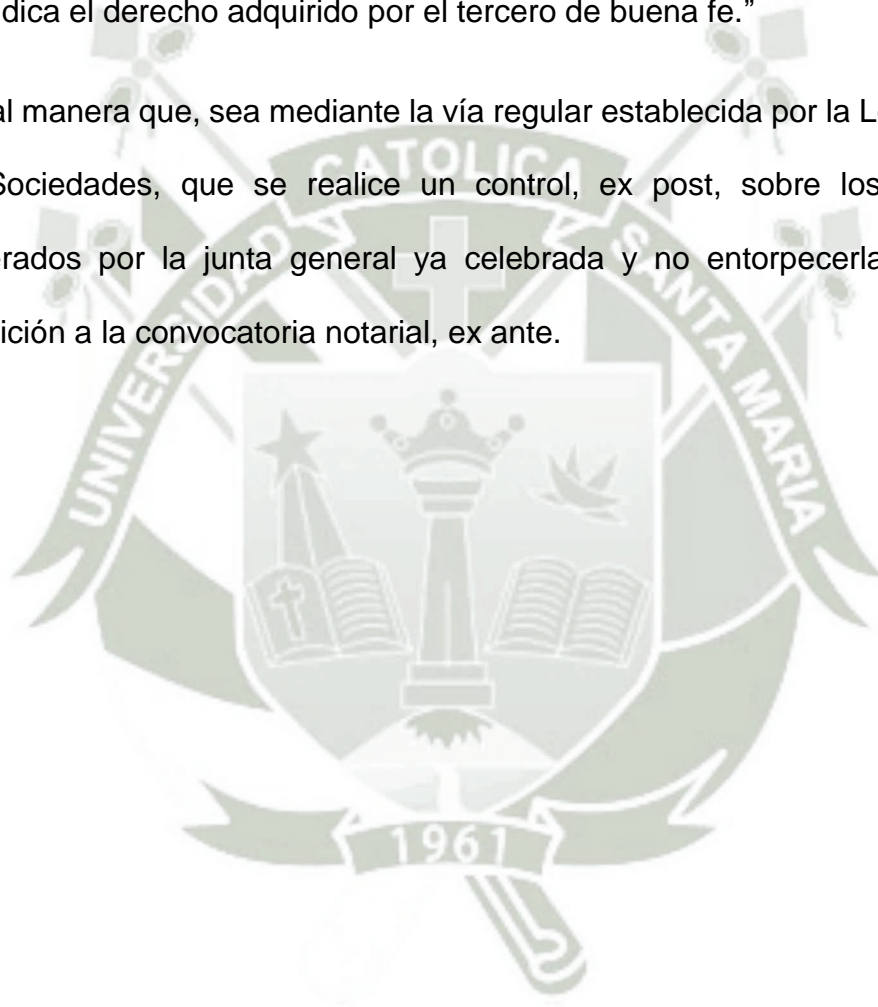 dica el derecho adquirido por el tercero de buena fe.”
al manera que, sea mediante la vía regular establecida por la L
Sociedades, que se realice un control, ex post, sobre los
rados por la junta general ya celebrada y no entorpecerla
ición a la convocatoria notarial, ex ante.
UNIVERSIDAD CATOLICA SANTA MARIA
1961